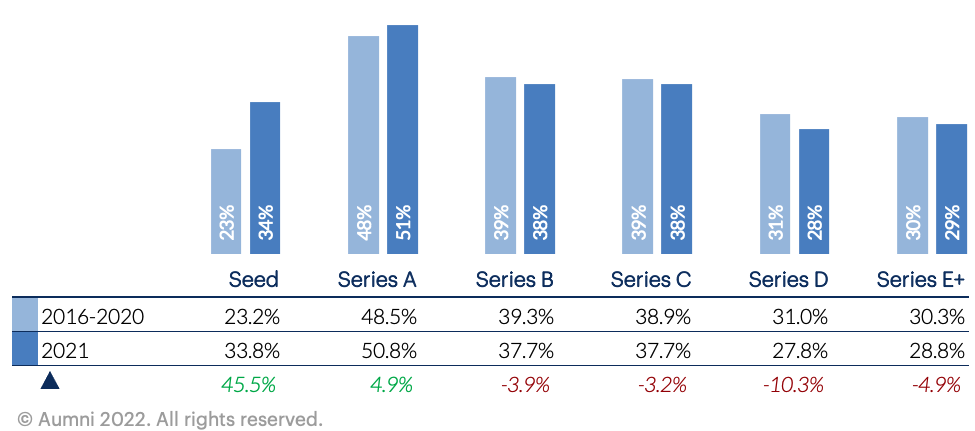 23% 34% 48% 51% 39% 38% 39% 38% 31% 28% 30% 29%
Seed Series A Series B Series C Series D Series E+
2016-2020 23.2% 48.5% 39.3% 38.9% 31.0% 30.3%
2021 33.8% 50.8% 37.7% 37.7% 27.8% 28.8%
45.5% 4.9% -3.9% -3.2% -10.3% -4.9%
© Aumni 2022. All rights reserved.